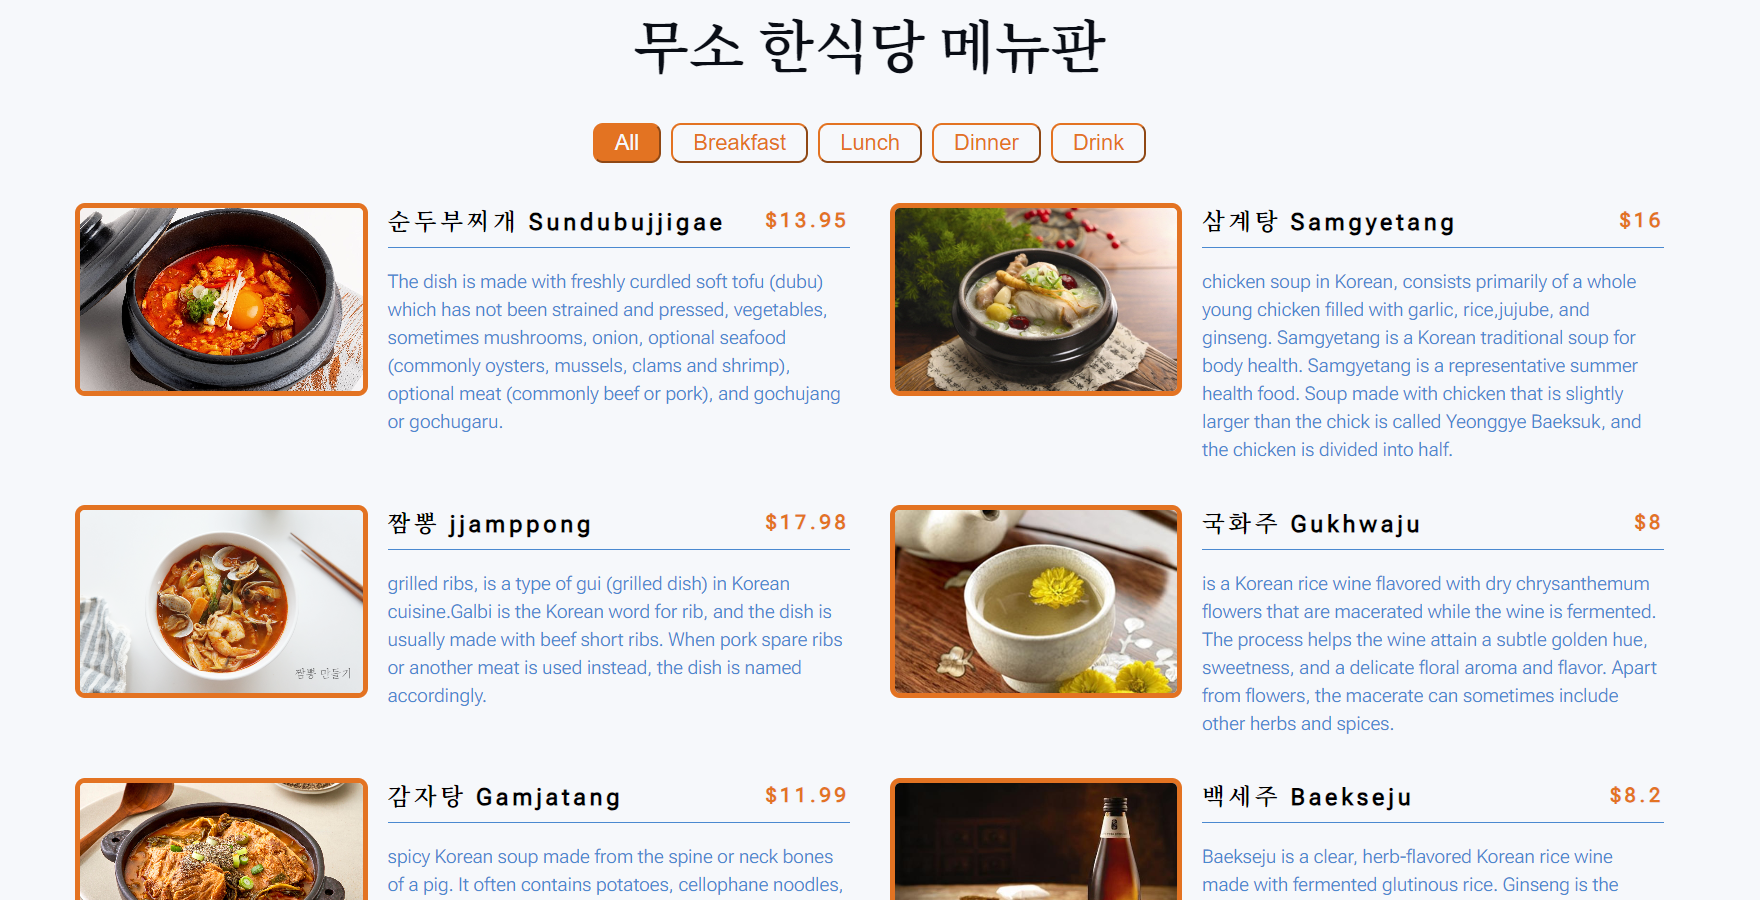 무소 한식당 메뉴판
All Breakfast Lunch Dinner Drink
순두부찌개 Sundubujjigae $13.95
The dish is made with freshly curdled soft tofu (dubu)
which has not been strained and pressed, vegetables,
sometimes mushrooms, onion, optional seafood
(commonly oysters, mussels, clams and shrimp),
optional meat (commonly beef or pork), and gochujang
or gochugaru.
삼계탕 Samgyetang $16
chicken soup in Korean, consists primarily of a whole
young chicken filled with garlic, rice,jujube, and
ginseng. Samgyetang is a Korean traditional soup for
body health. Samgyetang is a representative summer
health food. Soup made with chicken that is slightly
larger than the chick is called Yeonggye Baeksuk, and
the chicken is divided into half.
짬뽕 jjamppong $17.98
grilled ribs, is a type of gui (grilled dish) in Korean
cuisine.Galbi is the Korean word for rib, and the dish is
usually made with beef short ribs. When pork spare ribs
or another meat is used instead, the dish is named
accordingly.
짬뽕 만들기
국화주 Gukhwaju $8
is a Korean rice wine flavored with dry chrysanthemum
flowers that are macerated while the wine is fermented.
The process helps the wine attain a subtle golden hue,
sweetness, and a delicate floral aroma and flavor. Apart
from flowers, the macerate can sometimes include
other herbs and spices.
감자탕 Gamjatang $11.99
spicy Korean soup made from the spine or neck bones
of a pig. It often contains potatoes, cellophane noodles,
백세주 Baekseju $8.2
Baekseju is a clear, herb-flavored Korean rice wine
made with fermented glutinous rice. Ginseng is the